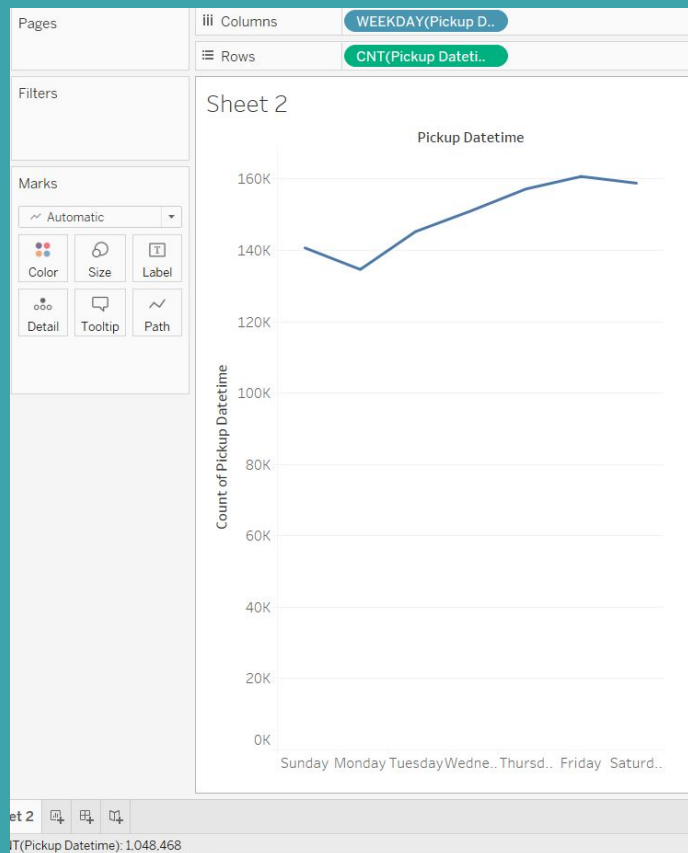 Pages
Columns
WEEKDAY(Pickup D..
Rows
CNT(Pickup Dateti..
Filters
Marks
Automatic
Color
Size
Label
Detail
Tooltip
Path
Sheet 2
Pickup Datetime
160K
140K
120K
100K
80K
60K
40K
20K
0K
Count of Pickup Datetime
Sunday Monday Tuesday Wedne.. Thursd.. Friday Saturd..
et 2
NT(Pickup Datetime): 1,048,468